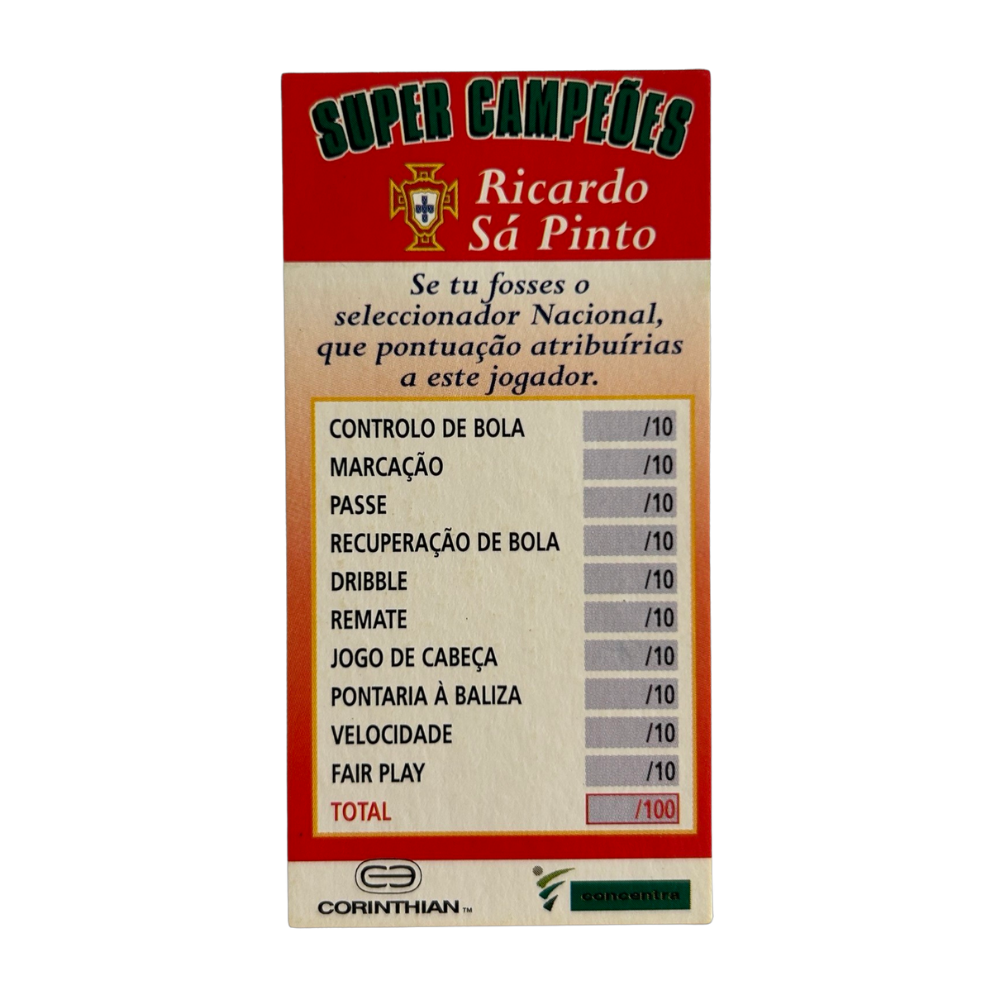 SUPER CAMPEÕES
Ricardo
Sá Pinto
Se tu fosses o
seleccionador Nacional,
que pontuação atribuírias
a este jogador.
CONTROLO DE BOLA /10
MARCAÇÃO /10
PASSE /10
RECUPERAÇÃO DE BOLA /10
DRIBBLE /10
REMATE /10
JOGO DE CABEÇA /10
PONTARIA À BALIZA /10
VELOCIDADE /10
FAIR PLAY /10
TOTAL /100
CORINTHIAN™ concentra